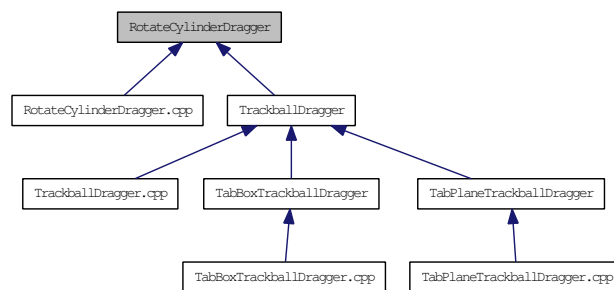 RotateCylinderDragger
RotateCylinderDragger.cpp
TrackballDragger
TrackballDragger.cpp
TabBoxTrackballDragger
TabPlaneTrackballDragger
TabBoxTrackballDragger.cpp
TabPlaneTrackballDragger.cpp